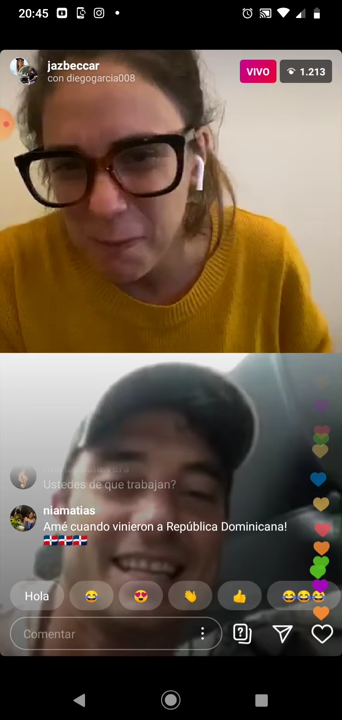 20:45
jazbeccar
con diegogarcia008
VIVO
1.213
Ustedes de que trabajan?
niamatias
Amé cuando vinieron a República Dominicana!
🇩🇴🇩🇴🇩🇴
Hola
😂
😍
👏
👍
😂😂😂
Comentar